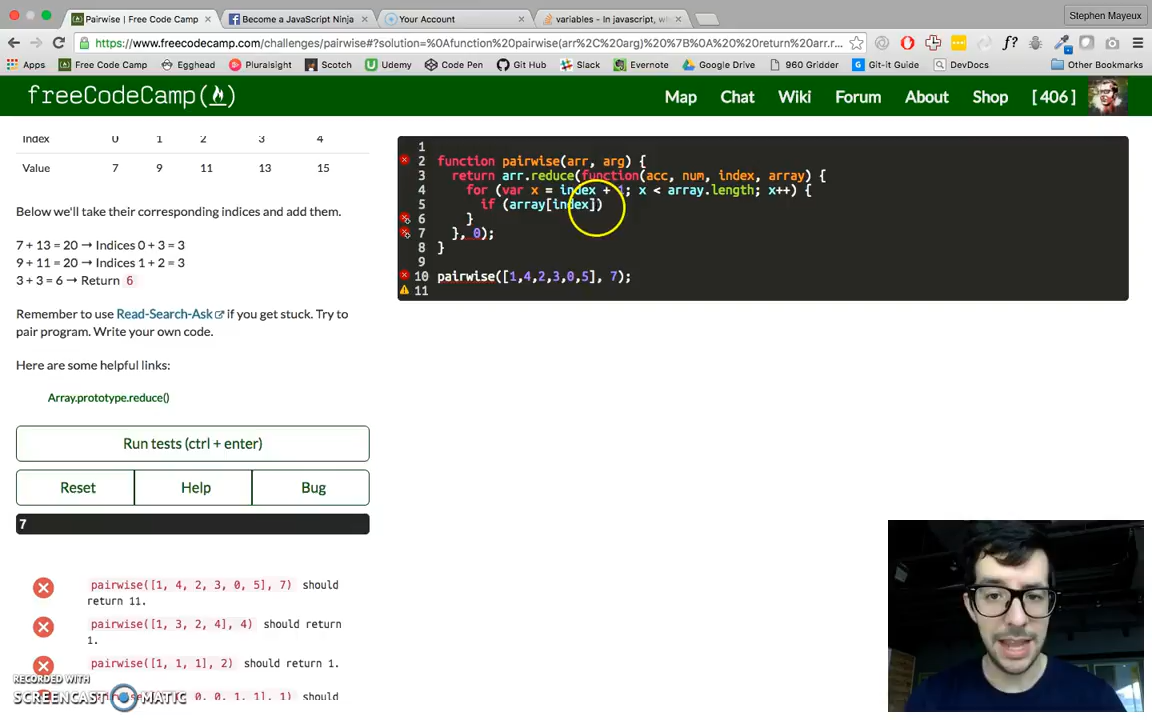 Pairwise | Free Code Camp
Become a JavaScript Ninja
Your Account
variables - In javascript, wh
Stephen Mayeux
https://www.freecodecamp.com/challenges/pairwise#?solution=%0Afunction%20pairwise(arr%2C%20arg)%20%7B%0A%20%20return%20arr.r...
Apps
Free Code Camp
Egghead
Pluralsight
Scotch
Udemy
Code Pen
Git Hub
Slack
Evernote
Google Drive
960 Gridder
Git-it Guide
DevDocs
Other Bookmarks
freeCodeCamp
Map
Chat
Wiki
Forum
About
Shop
[ 406 ]
Index 0 1 2 3 4
Value 7 9 11 13 15
Below we'll take their corresponding indices and add them.
7 + 13 = 20 → Indices 0 + 3 = 3
9 + 11 = 20 → Indices 1 + 2 = 3
3 + 3 = 6 → Return 6
Remember to use Read-Search-Ask if you get stuck. Try to
pair program. Write your own code.
Here are some helpful links:
Array.prototype.reduce()
Run tests (ctrl + enter)
Reset
Help
Bug
7
pairwise([1, 4, 2, 3, 0, 5], 7) should
return 11.
pairwise([1, 3, 2, 4], 4) should return
1.
pairwise([1, 1, 1], 2) should return 1.
0, 0, 1, 1], 1) should
RECORDED WITH
SCREENCAST MATIC
1
2 function pairwise(arr, arg) {
3 return arr.reduce(function(acc, num, index, array) {
4 for (var x = index + 1; x < array.length; x++) {
5 if (array[index])
6 }
7 }, 0);
8 }
9
10 pairwise([1,4,2,3,0,5], 7);
11